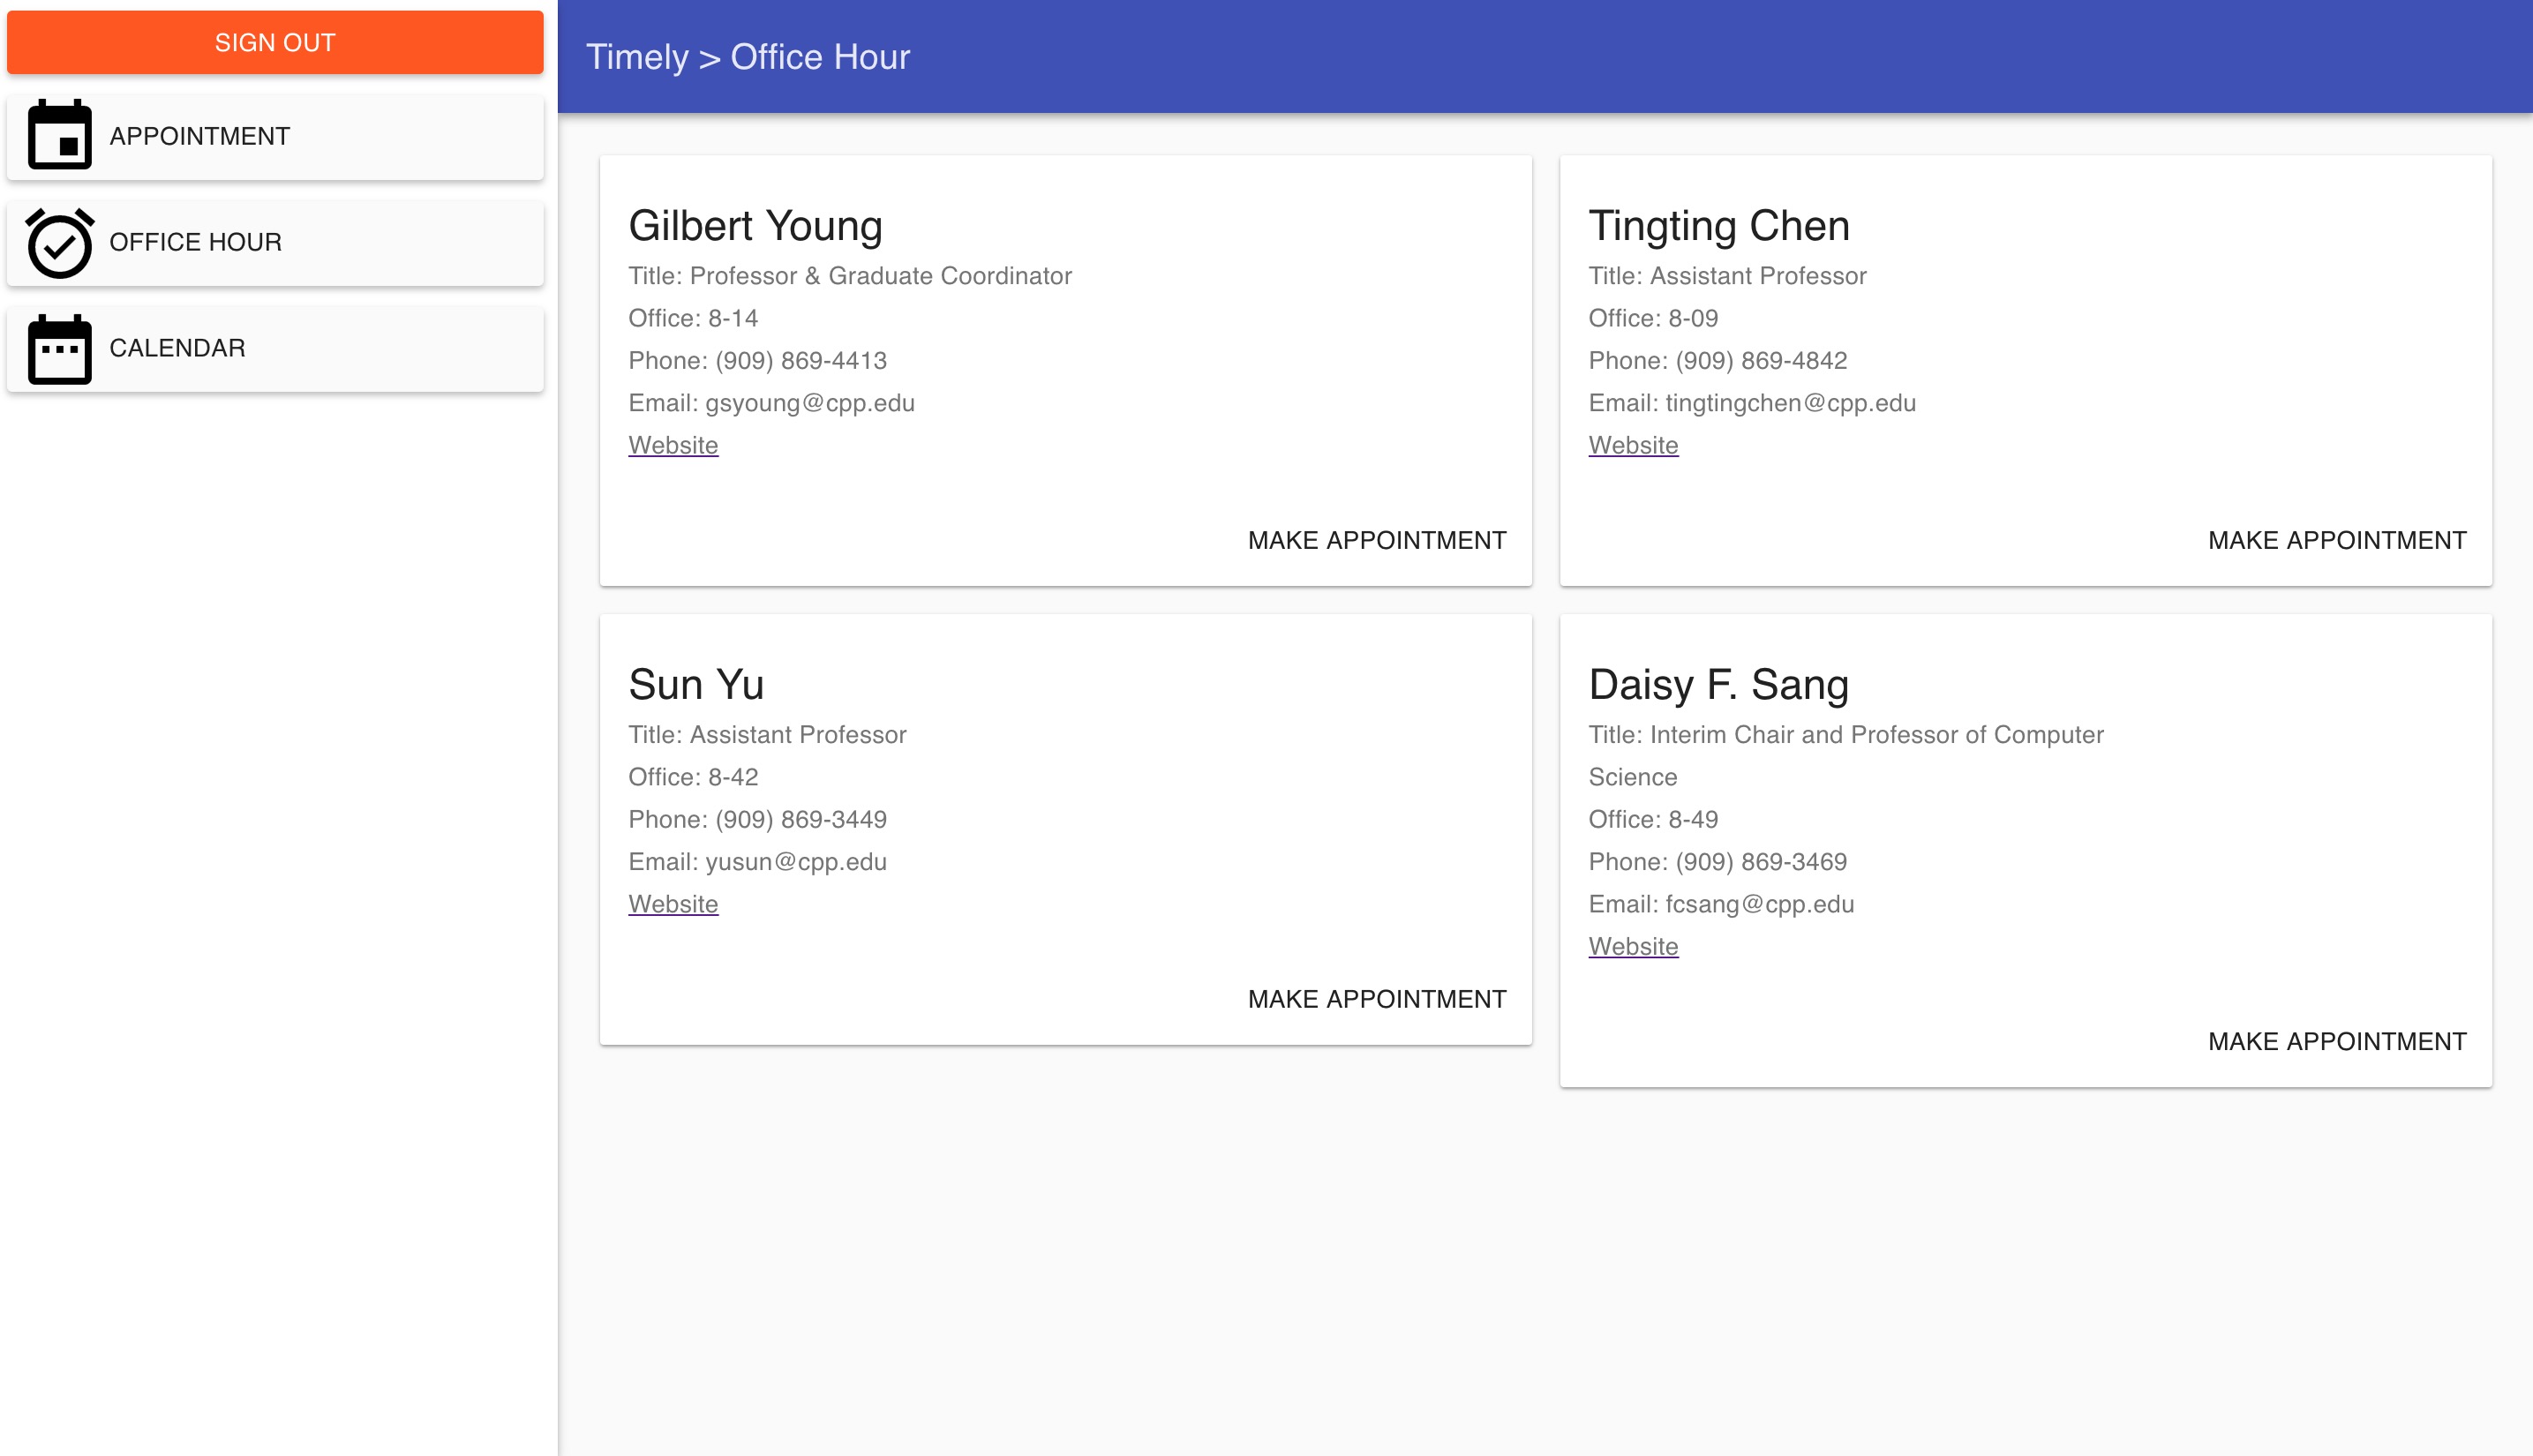 SIGN OUT
APPOINTMENT
OFFICE HOUR
CALENDAR
Timely > Office Hour
Gilbert Young
Title: Professor & Graduate Coordinator
Office: 8-14
Phone: (909) 869-4413
Email: gsyoung@cpp.edu
Website
MAKE APPOINTMENT
Tingting Chen
Title: Assistant Professor
Office: 8-09
Phone: (909) 869-4842
Email: tingtingchen@cpp.edu
Website
MAKE APPOINTMENT
Sun Yu
Title: Assistant Professor
Office: 8-42
Phone: (909) 869-3449
Email: yusun@cpp.edu
Website
MAKE APPOINTMENT
Daisy F. Sang
Title: Interim Chair and Professor of Computer
Science
Office: 8-49
Phone: (909) 869-3469
Email: fcsang@cpp.edu
Website
MAKE APPOINTMENT